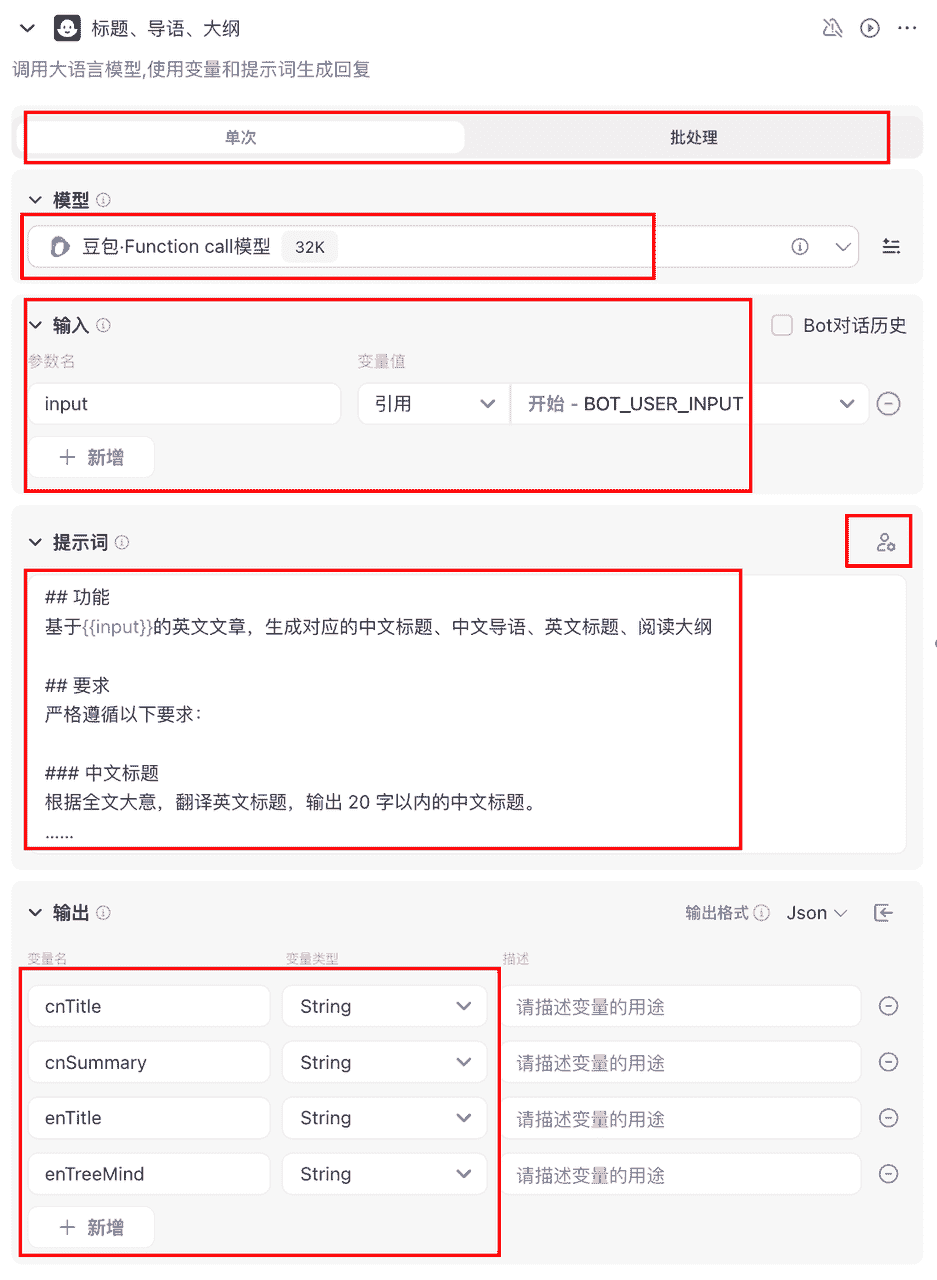 标题、导语、大纲
调用大语言模型,使用变量和提示词生成回复
单次 批处理
模型
豆包·Function call模型 32K
输入 Bot对话历史
参数名 变量值
input 引用 开始 - BOT_USER_INPUT
+ 新增
提示词
## 功能
基于{{input}}的英文文章，生成对应的中文标题、中文导语、英文标题、阅读大纲
## 要求
严格遵循以下要求：
### 中文标题
根据全文大意，翻译英文标题，输出 20 字以内的中文标题。
......
输出 输出格式 Json
变量名 变量类型 描述
cnTitle String 请描述变量的用途
cnSummary String 请描述变量的用途
enTitle String 请描述变量的用途
enTreeMind String 请描述变量的用途
+ 新增